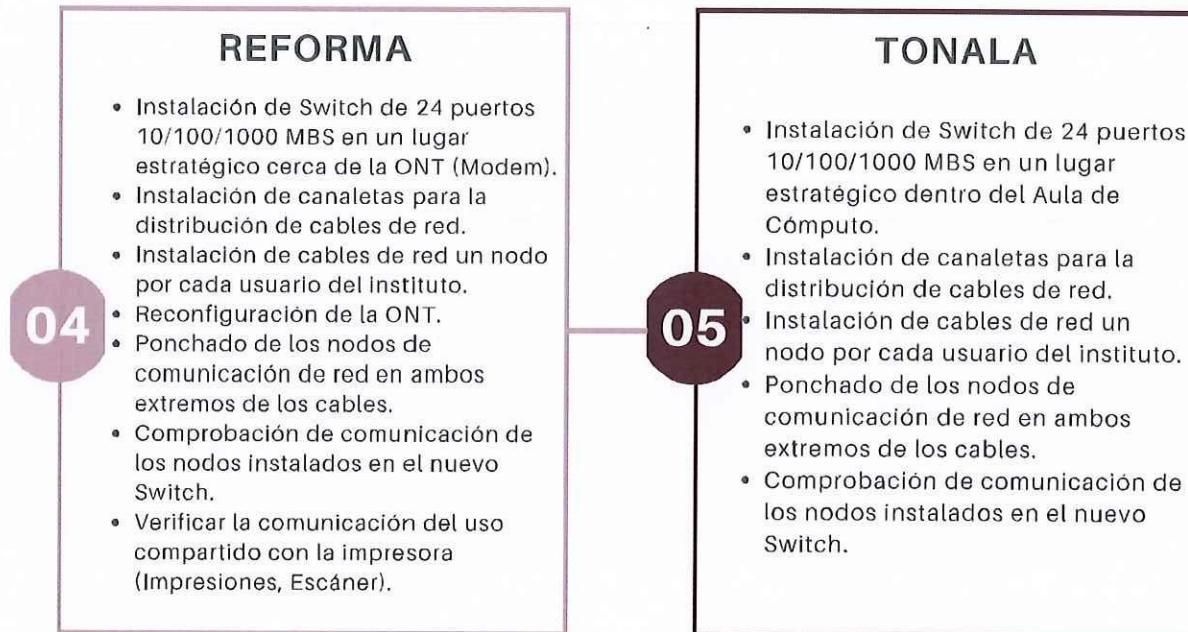 REFORMA
• Instalación de Switch de 24 puertos
10/100/1000 MBS en un lugar
estratégico cerca de la ONT (Modem).
• Instalación de canaletas para la
distribución de cables de red.
• Instalación de cables de red un nodo
por cada usuario del instituto.
• Reconfiguración de la ONT.
• Ponchado de los nodos de
comunicación de red en ambos
extremos de los cables.
• Comprobación de comunicación de
los nodos instalados en el nuevo
Switch.
• Verificar la comunicación del uso
compartido con la impresora
(Impresiones, Escáner).
04
TONALA
• Instalación de Switch de 24 puertos
10/100/1000 MBS en un lugar
estratégico dentro del Aula de
Cómputo.
• Instalación de canaletas para la
distribución de cables de red.
• Instalación de cables de red un
nodo por cada usuario del instituto.
• Ponchado de los nodos de
comunicación de red en ambos
extremos de los cables.
• Comprobación de comunicación de
los nodos instalados en el nuevo
Switch.
05